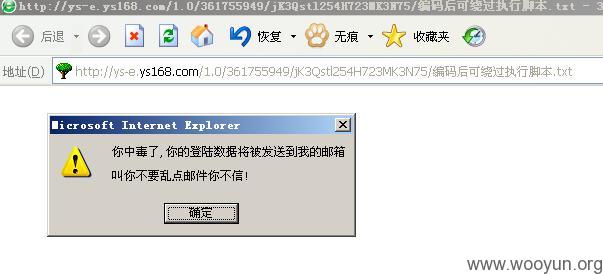 http://ys-e.ys168.com/1.0/361755949/jK3Qstl254H723MK3N75/编码后可绕过执行脚本.txt - 3
后退
恢复
无痕
收藏夹
地址(D)
http://ys-e.ys168.com/1.0/361755949/jK3Qstl254H723MK3N75/编码后可绕过执行脚本.txt
Microsoft Internet Explorer
你中毒了,你的登陆数据将被发送到我的邮箱
叫你不要乱点邮件你不信!
确定
www.wooyun.org